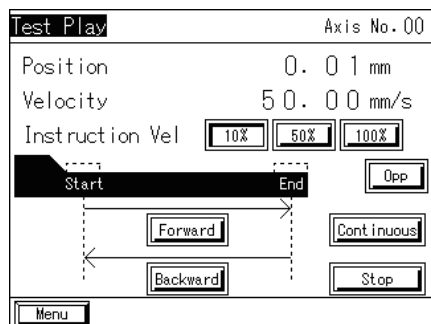 Test Play Axis No.00
Position 0.01mm
Velocity 50.00mm/s
Instruction Vel 10% 50% 100%
Start End Opp
Forward Continuous
Backward Stop
Menu